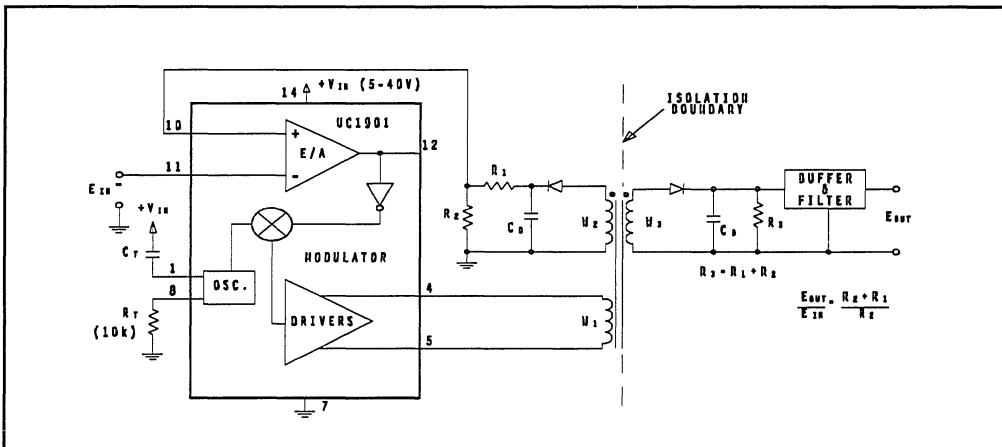 14 +VIN (5-40V)
ISOLATION
BOUNDARY
UC1901
10
+
E/A
12
11
-
EIN
-
R1
BUFFER
&
FILTER
+VIN
R2
CD
W2
W3
CD
R3
EOUT
CT
MODULATOR
1
OSC.
R3 = R1 + R2
8
4
RT
(10k)
DRIVERS
W1
EOUT = R2 + R1
EIN R2
5
7